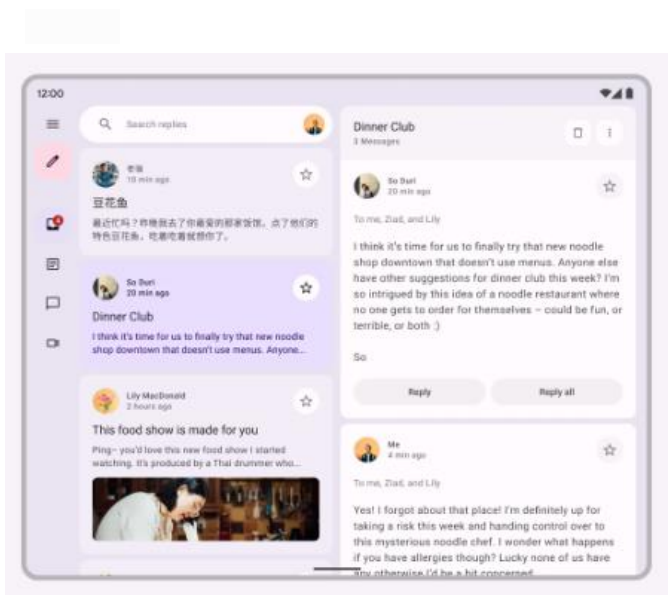 12:00
Search replies
老强
10 min ago
豆花鱼
最近忙吗？昨晚我去了你最爱的那家饭馆，点了他们的
特色豆花鱼，吃着吃着就想你了。
So Duri
20 min ago
Dinner Club
I think it's time for us to finally try that new noodle
shop downtown that doesn't use menus. Anyone...
Lily MacDonald
2 hours ago
This food show is made for you
Ping– you'd love this new food show I started
watching. It's produced by a Thai drummer who...
Dinner Club
3 Messages
So Duri
20 min ago
To me, Ziad, and Lily
I think it's time for us to finally try that new noodle
shop downtown that doesn't use menus. Anyone else
have other suggestions for dinner club this week? I'm
so intrigued by this idea of a noodle restaurant where
no one gets to order for themselves – could be fun, or
terrible, or both :)
So
Reply
Reply all
Me
4 min ago
To me, Ziad, and Lily
Yes! I forgot about that place! I'm definitely up for
taking a risk this week and handing control over to
this mysterious noodle chef. I wonder what happens
if you have allergies though? Lucky none of us have
any otherwise I'd be a bit concerned.